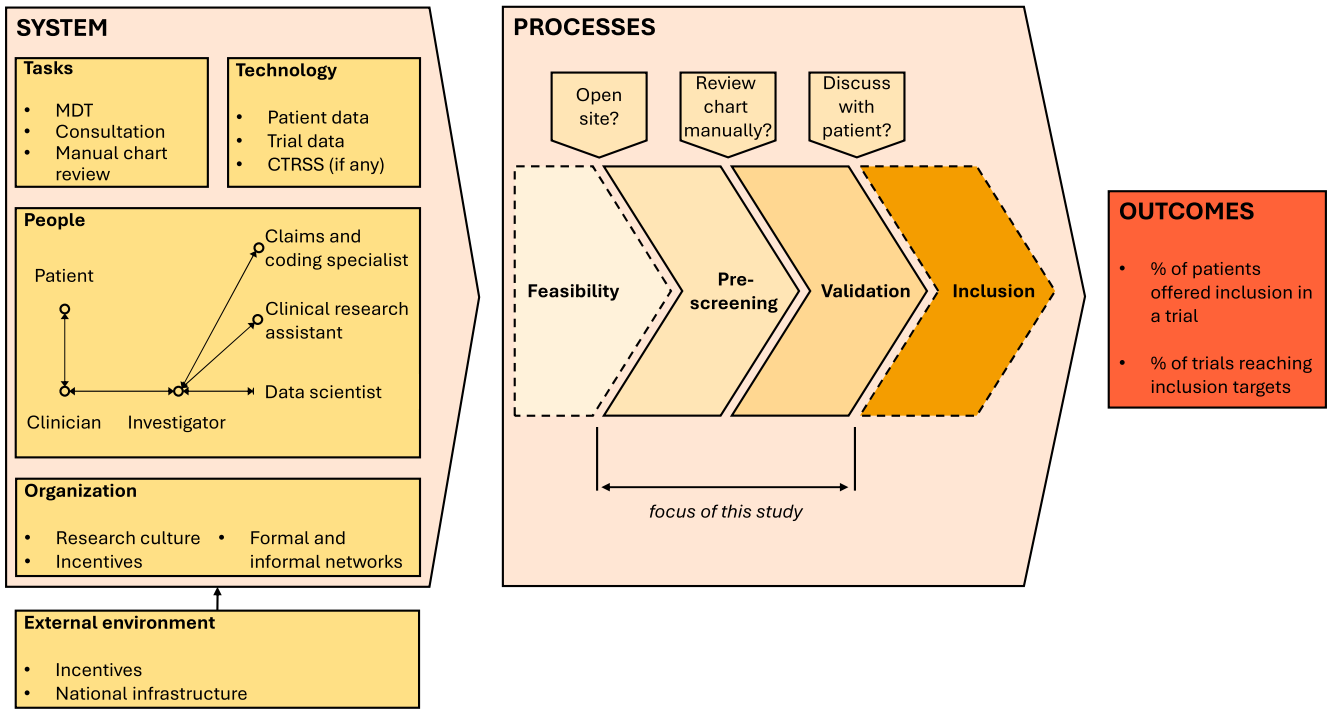 SYSTEM
Tasks
• MDT
• Consultation
• Manual chart
review
Technology
• Patient data
• Trial data
• CTRSS (if any)
People
Patient
Claims and
coding specialist
Clinical research
assistant
Data scientist
Clinician
Investigator
Organization
• Research culture
• Incentives
• Formal and
informal networks
External environment
• Incentives
• National infrastructure
PROCESSES
Open
site?
Review
chart
manually?
Discuss
with
patient?
Feasibility
Pre-
screening
Validation
Inclusion
focus of this study
OUTCOMES
• % of patients
offered inclusion in
a trial
• % of trials reaching
inclusion targets